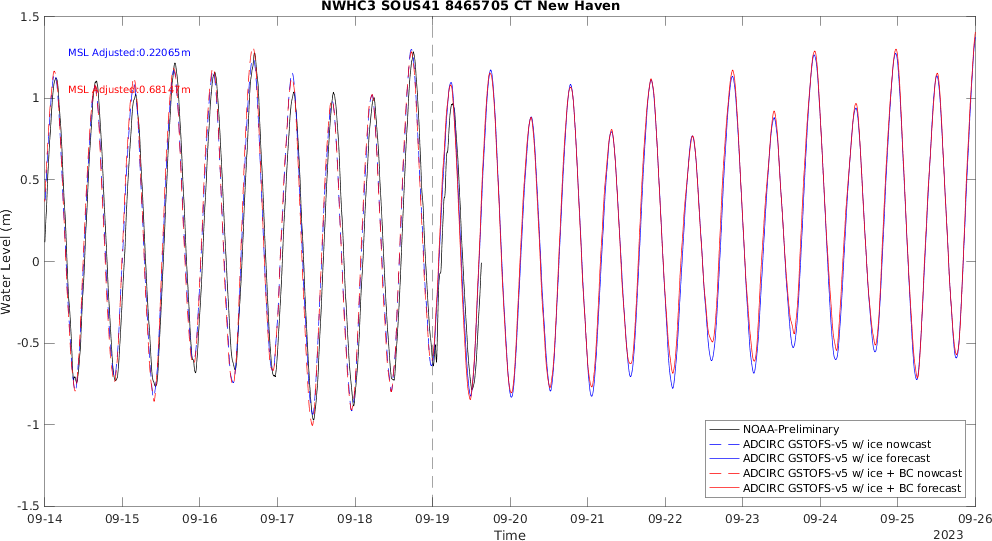 NWHC3 SOUS41 8465705 CT New Haven
1.5
MSL Adjusted:0.22065m
MSL Adjusted:0.68147m
1
0.5
0
-0.5
-1
-1.5
Water Level (m)
NOAA-Preliminary
ADCIRC GSTOFS-v5 w/ ice nowcast
ADCIRC GSTOFS-v5 w/ ice forecast
ADCIRC GSTOFS-v5 w/ ice + BC nowcast
ADCIRC GSTOFS-v5 w/ ice + BC forecast
09-14 09-15 09-16 09-17 09-18 09-19 09-20 09-21 09-22 09-23 09-24 09-25 09-26
Time
2023